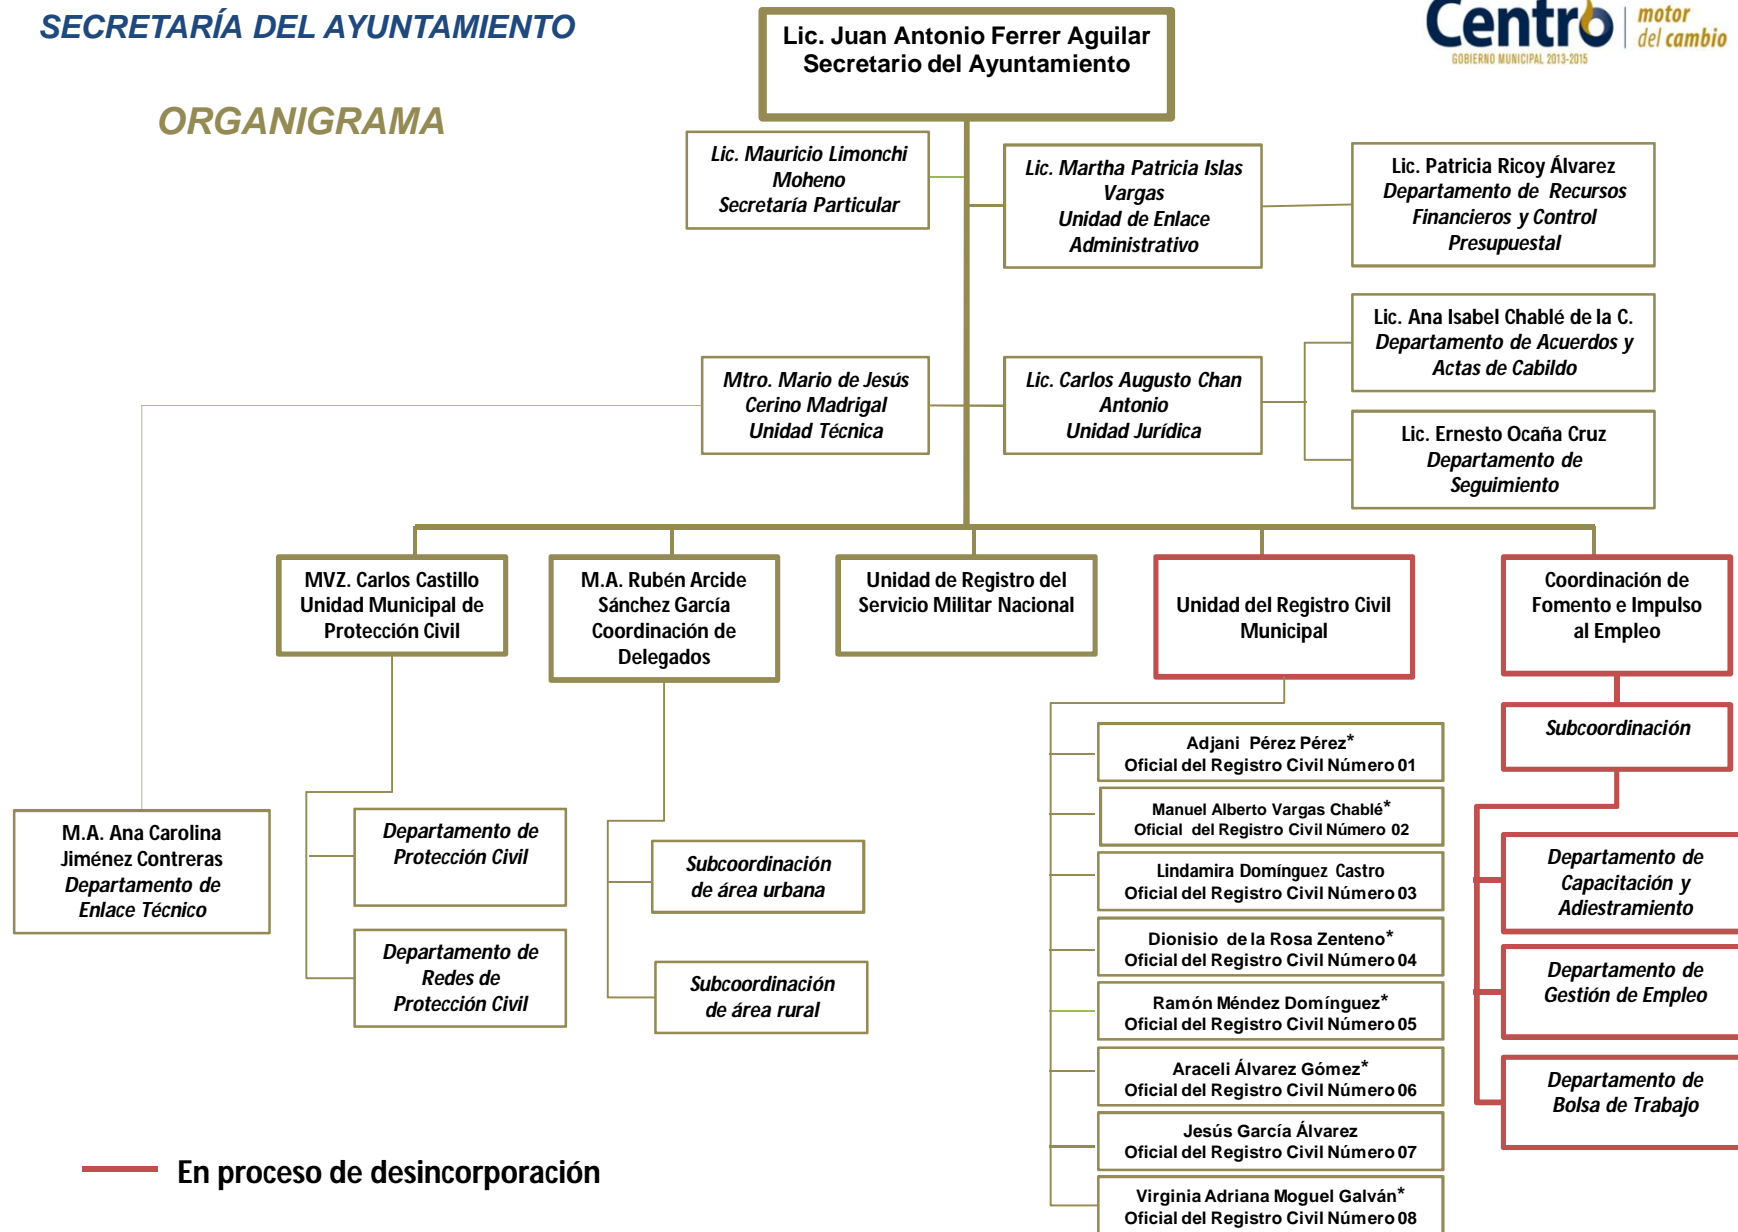 SECRETARÍA DEL AYUNTAMIENTO
ORGANIGRAMA
Centro
motor
del cambio
GOBIERNO MUNICIPAL 2013-2015
Lic. Juan Antonio Ferrer Aguilar
Secretario del Ayuntamiento
Lic. Mauricio Limonchi
Moheno
Secretaría Particular
Lic. Martha Patricia Islas
Vargas
Unidad de Enlace
Administrativo
Lic. Patricia Ricoy Álvarez
Departamento de Recursos
Financieros y Control
Presupuestal
Mtro. Mario de Jesús
Cerino Madrigal
Unidad Técnica
Lic. Carlos Augusto Chan
Antonio
Unidad Jurídica
Lic. Ana Isabel Chablé de la C.
Departamento de Acuerdos y
Actas de Cabildo
Lic. Ernesto Ocaña Cruz
Departamento de
Seguimiento
MVZ. Carlos Castillo
Unidad Municipal de
Protección Civil
M.A. Rubén Arcide
Sánchez García
Coordinación de
Delegados
Unidad de Registro del
Servicio Militar Nacional
Unidad del Registro Civil
Municipal
Coordinación de
Fomento e Impulso
al Empleo
Subcoordinación
M.A. Ana Carolina
Jiménez Contreras
Departamento de
Enlace Técnico
Departamento de
Protección Civil
Departamento de
Redes de
Protección Civil
Subcoordinación
de área urbana
Subcoordinación
de área rural
Adjani Pérez Pérez*
Oficial del Registro Civil Número 01
Manuel Alberto Vargas Chablé*
Oficial del Registro Civil Número 02
Lindamira Domínguez Castro
Oficial del Registro Civil Número 03
Dionisio de la Rosa Zenteno*
Oficial del Registro Civil Número 04
Ramón Méndez Domínguez*
Oficial del Registro Civil Número 05
Araceli Álvarez Gómez*
Oficial del Registro Civil Número 06
Jesús García Álvarez
Oficial del Registro Civil Número 07
Virginia Adriana Moguel Galván*
Oficial del Registro Civil Número 08
Departamento de
Capacitación y
Adiestramiento
Departamento de
Gestión de Empleo
Departamento de
Bolsa de Trabajo
En proceso de desincorporación